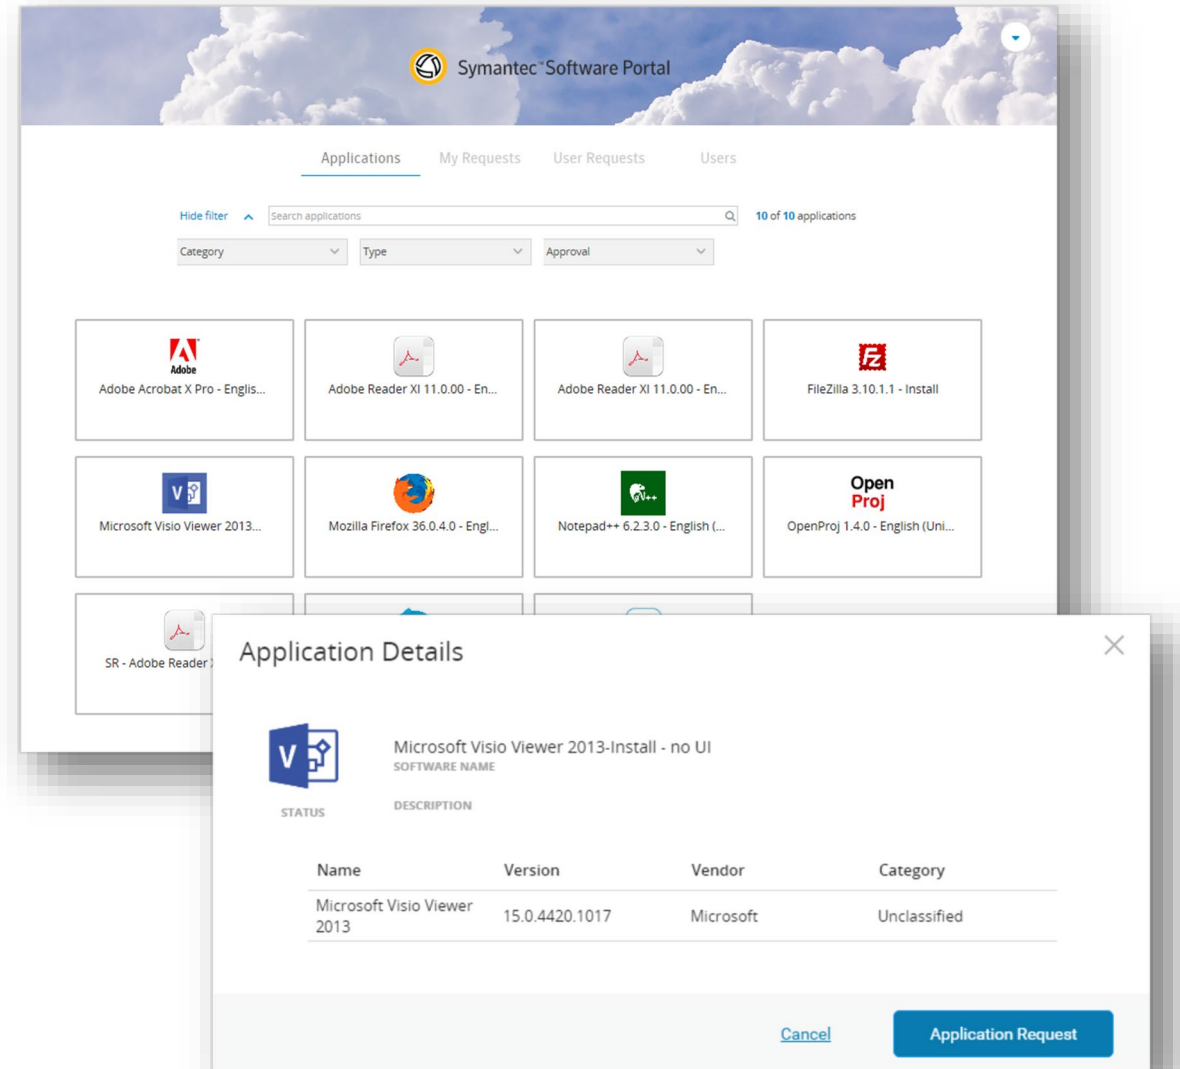 Symantec™ Software Portal
Applications My Requests User Requests Users
Hide filter Search applications 10 of 10 applications
Category Type Approval
Adobe
Adobe Acrobat X Pro - Englis... Adobe Reader XI 11.0.00 - En... Adobe Reader XI 11.0.00 - En... FileZilla 3.10.1.1 - Install
Open
Proj
Microsoft Visio Viewer 2013... Mozilla Firefox 36.0.4.0 - Engl... Notepad++ 6.2.3.0 - English (... OpenProj 1.4.0 - English (Uni...
SR - Adobe Reader
Application Details
Microsoft Visio Viewer 2013-Install - no UI
SOFTWARE NAME
STATUS DESCRIPTION
Name Version Vendor Category
Microsoft Visio Viewer
2013 15.0.4420.1017 Microsoft Unclassified
Cancel Application Request